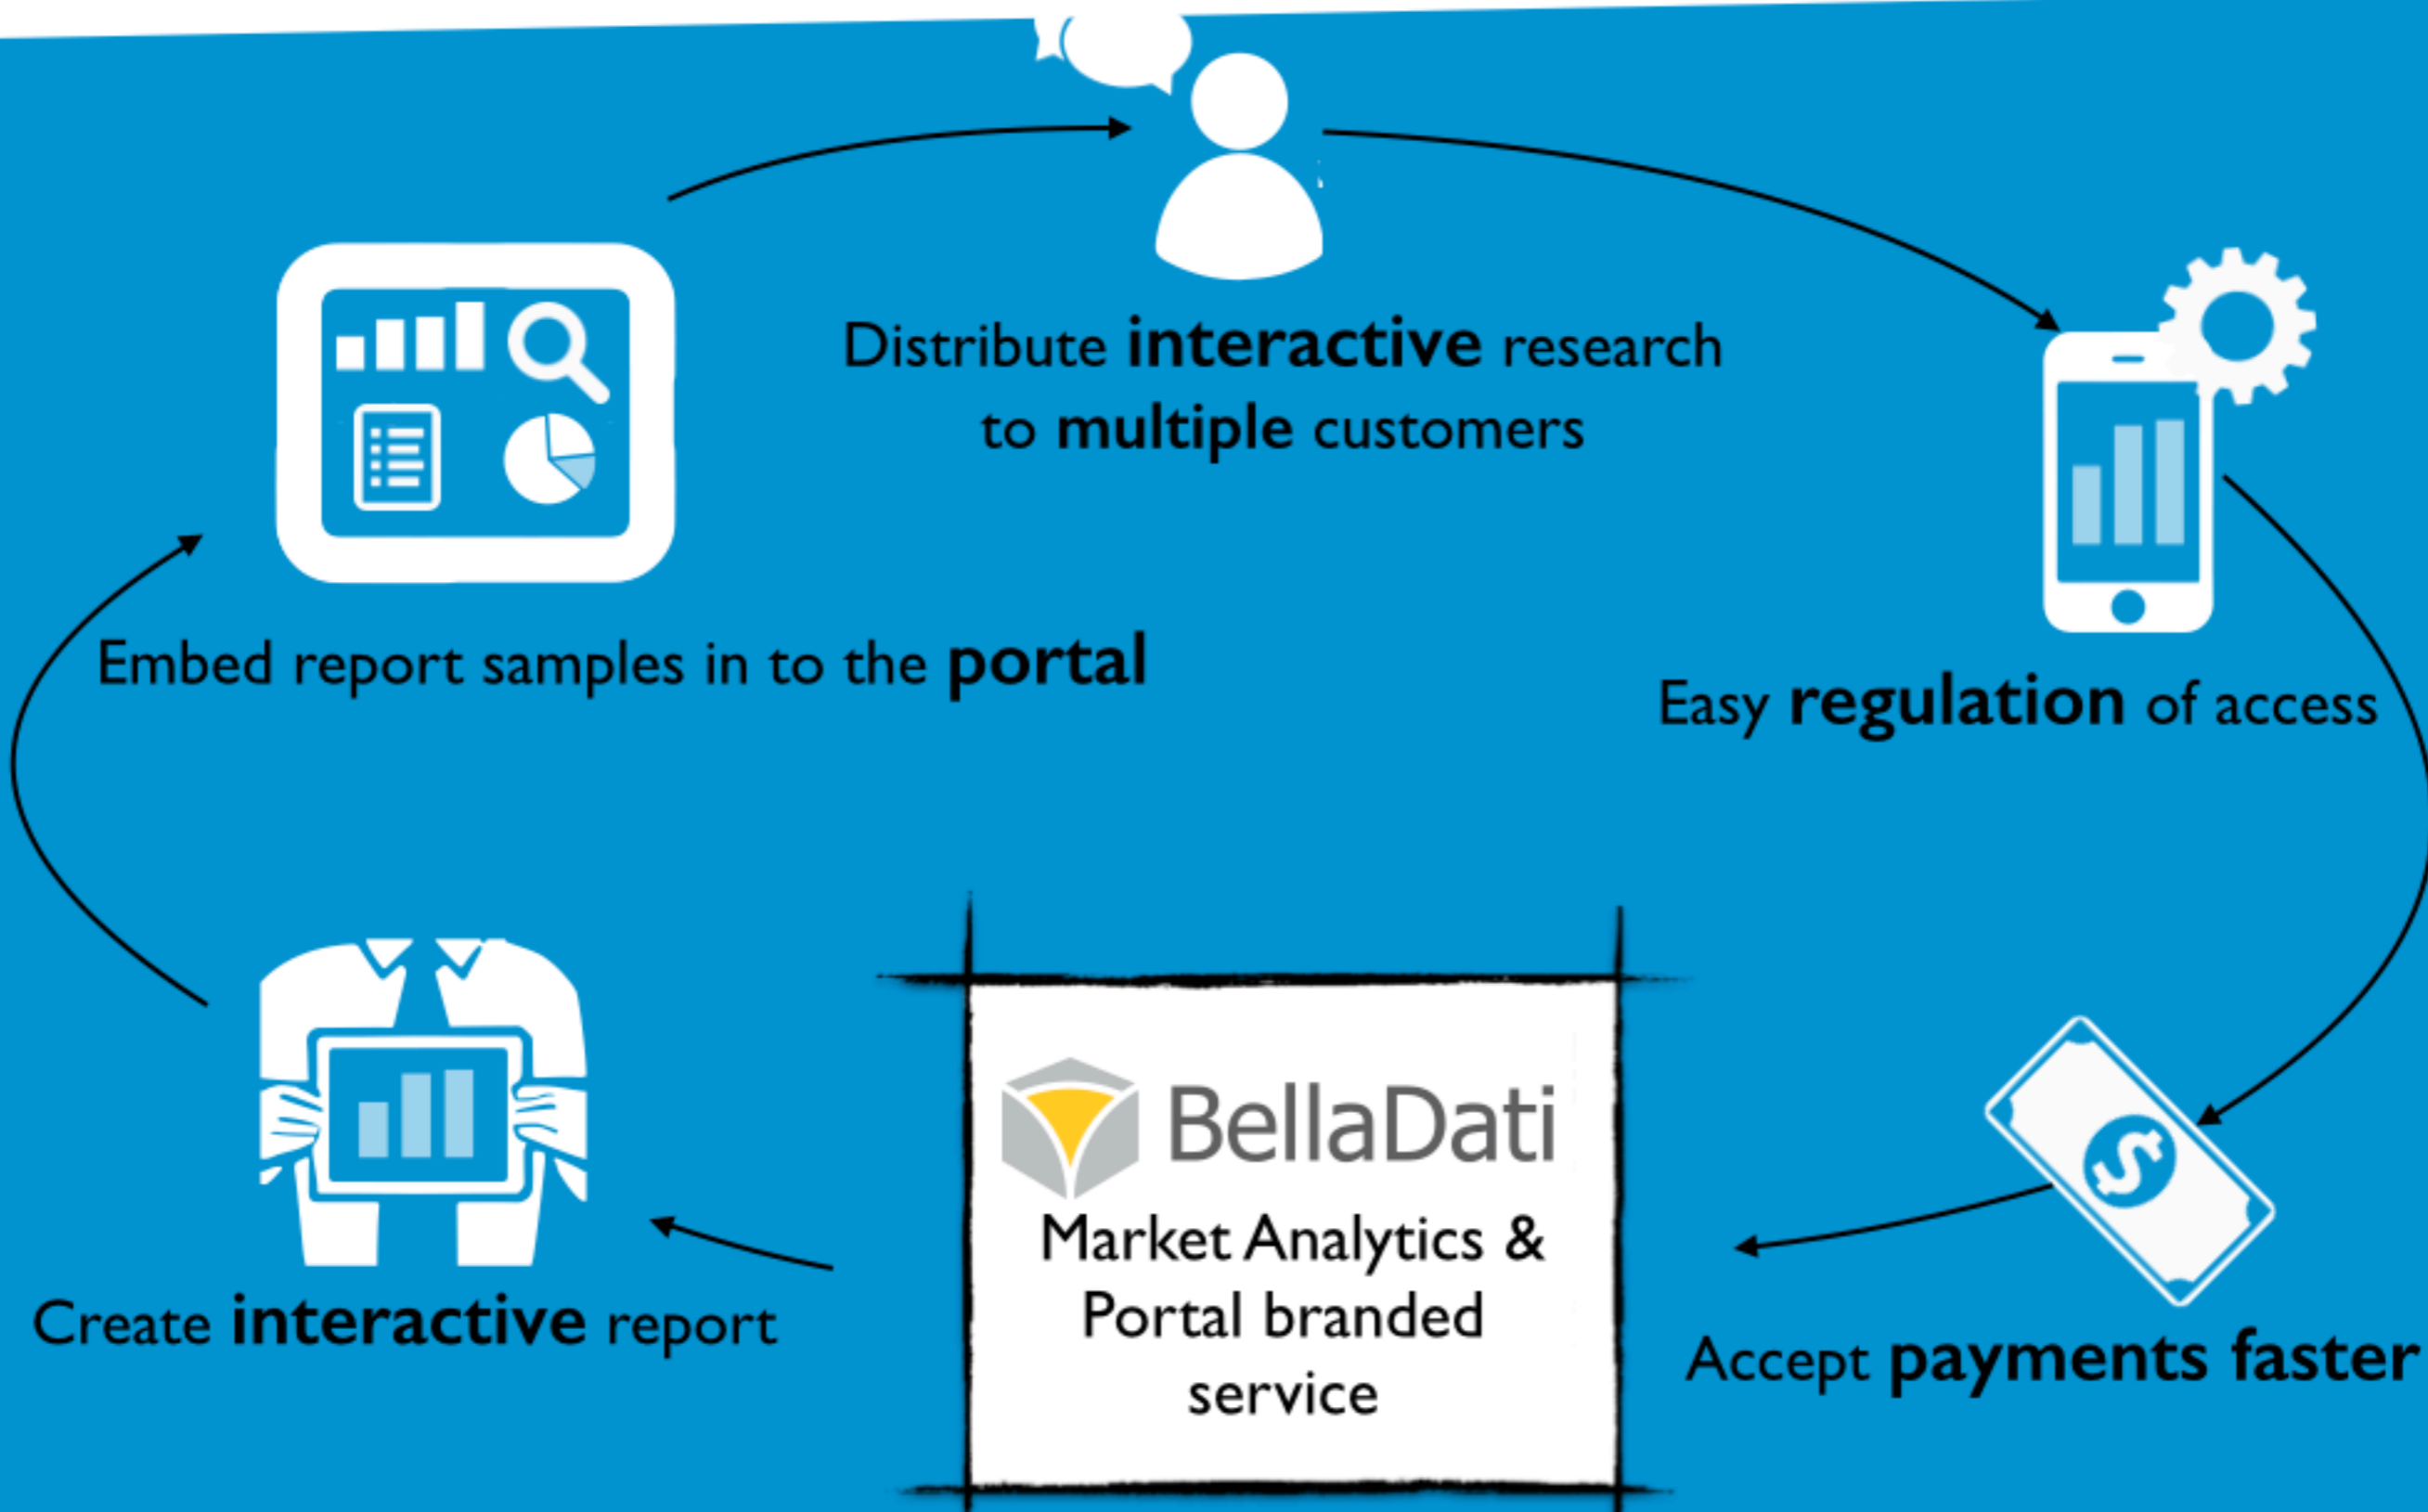 Distribute interactive research
to multiple customers
Embed report samples in to the portal
Easy regulation of access
BellaDati
Market Analytics &
Portal branded
service
Create interactive report
Accept payments faster